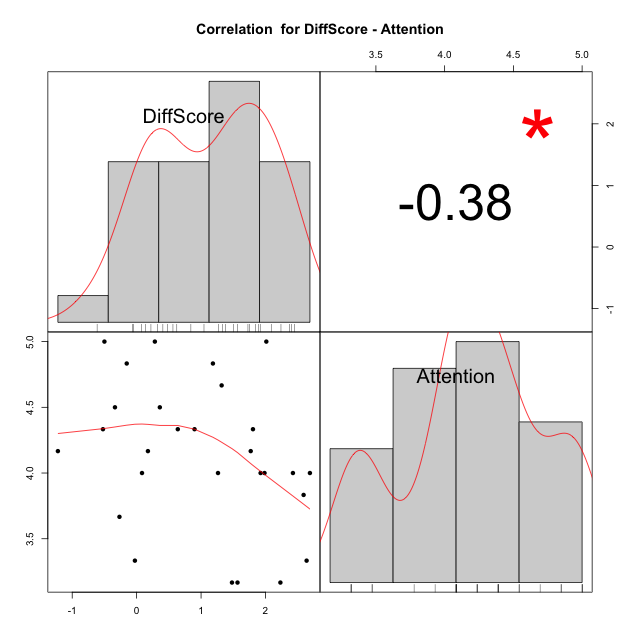 Correlation  for DiffScore - Attention
3.5 4.0 4.5 5.0
DiffScore
*
-0.38
2
1
0
-1
Attention
5.0
4.5
4.0
3.5
-1 0 1 2